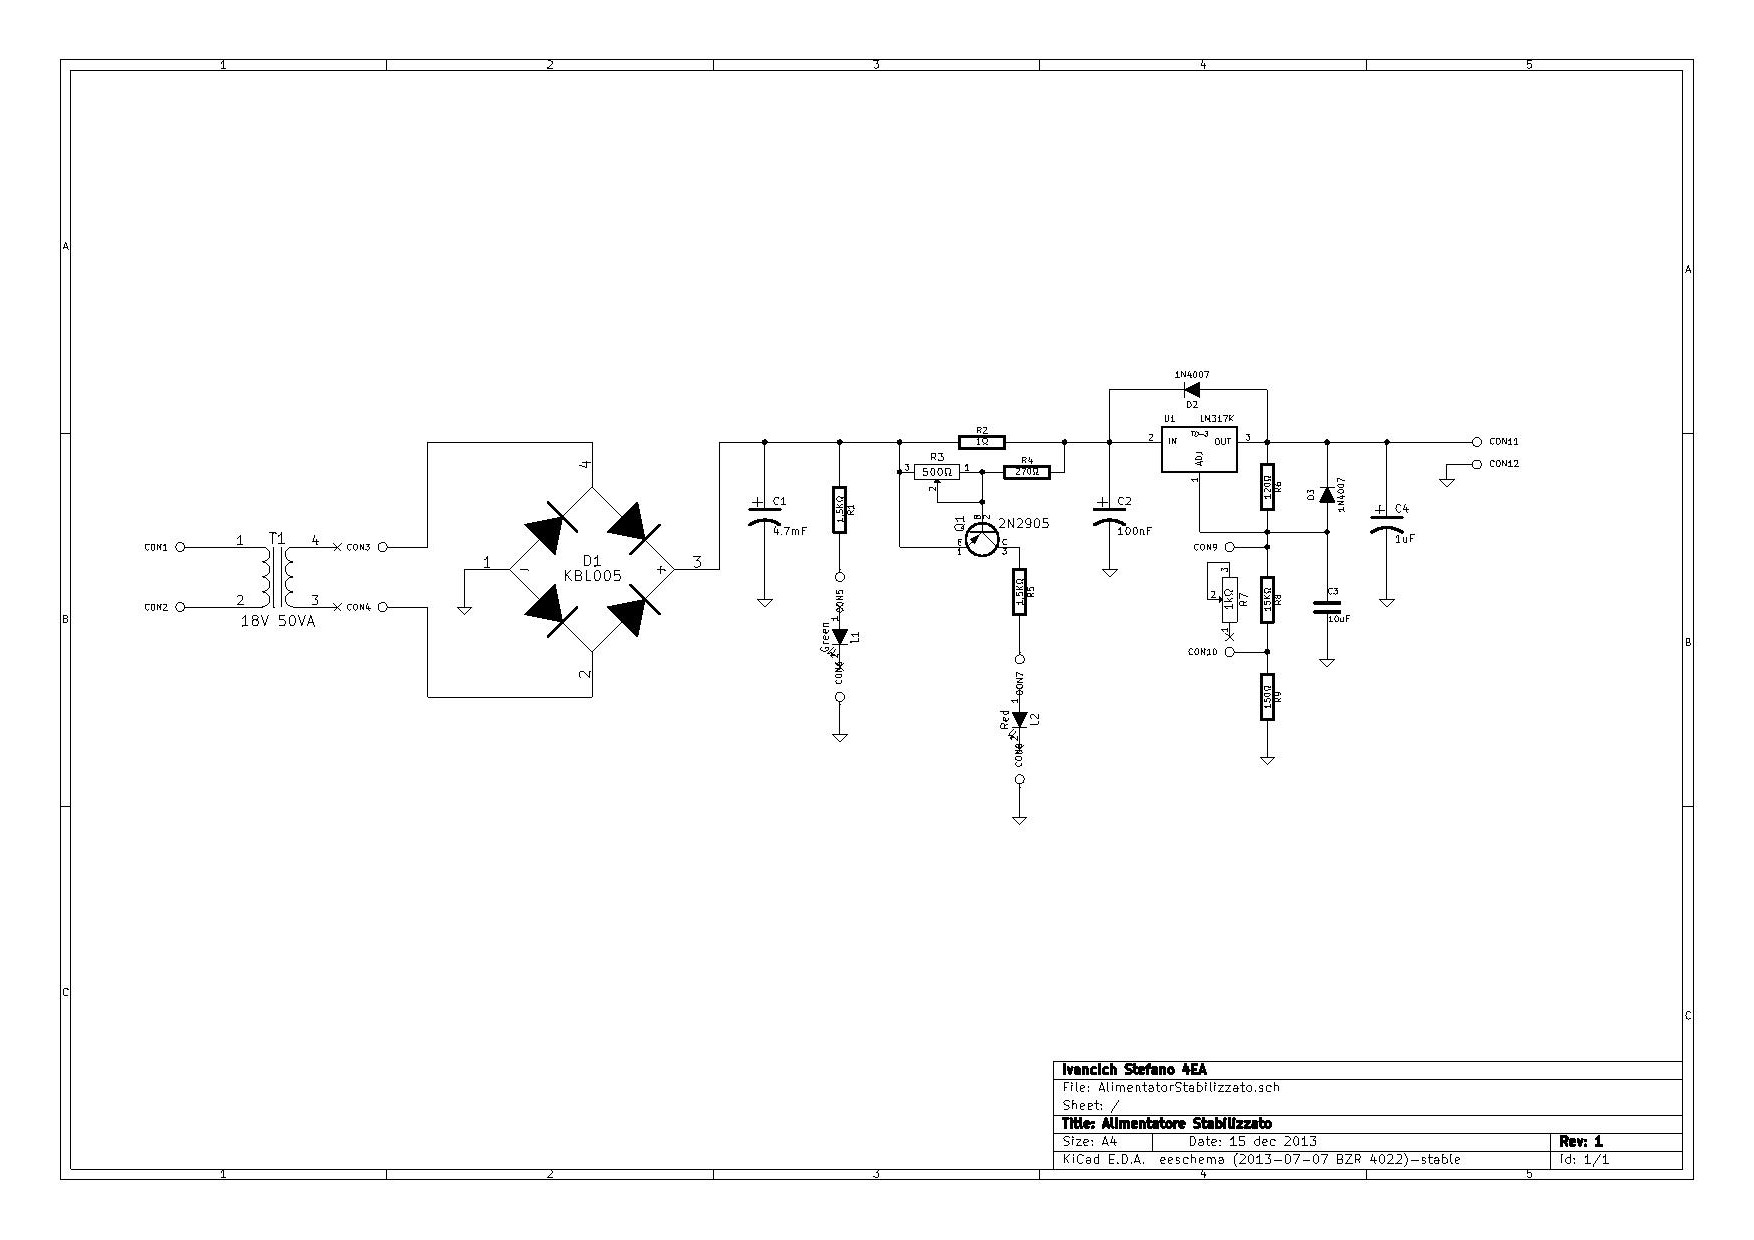 1 2 3 4 5
A
B
C
A
B
C
CON1
CON2
1
2
T1
18V 50VA
4
3
CON3
CON4
4
1
D1
KBL005
3
2
C1
4.7mF
1.5KΩ
R1
CON5
1
Green
L1
2
CON6
R2
1Ω
R3
3 500Ω 1
2
R4
270Ω
Q1
2N2905
B
2
E
1
C
3
1.5KΩ
R5
CON7
1
Red
L2
2
CON8
C2
100nF
1N4007
D2
U1 LM317K
TO-3
2 IN OUT 3
ADJ
1
120Ω
R6
D3
1N4007
C4
1uF
CON11
CON12
CON9
3
2
1kΩ
R7
1
CON10
15KΩ
R8
C3
10uF
150Ω
R9
Ivancich Stefano 4EA
File: AlimentatorStabilizzato.sch
Sheet: /
Title: Alimentatore Stabilizzato
Size: A4 Date: 15 dec 2013 Rev: 1
KiCad E.D.A. eeschema (2013-07-07 BZR 4022)-stable Id: 1/1
1 2 3 4 5